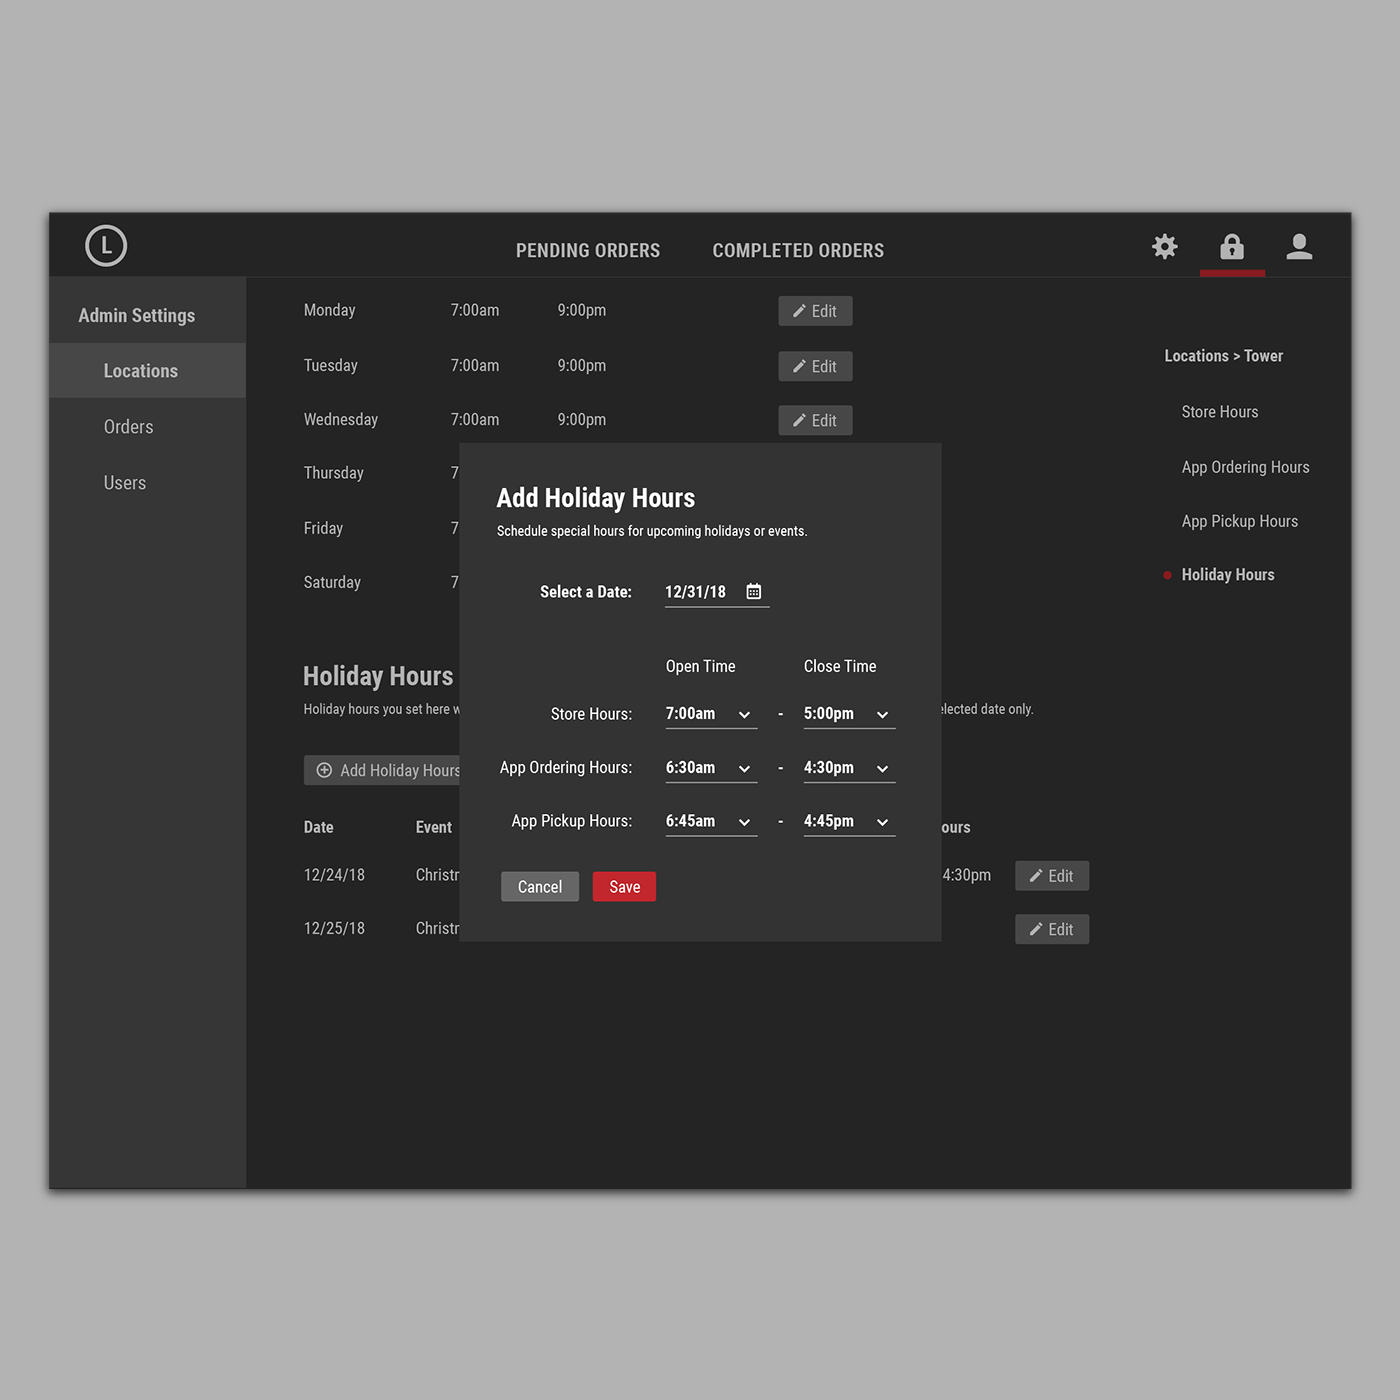 L
PENDING ORDERS COMPLETED ORDERS
Admin Settings
Locations
Orders
Users
Monday 7:00am 9:00pm Edit
Tuesday 7:00am 9:00pm Edit
Wednesday 7:00am 9:00pm Edit
Thursday 7
Friday 7
Saturday 7
Holiday Hours
Holiday hours you set here
elected date only.
Add Holiday Hours
Date Event ours
12/24/18 Christ 4:30pm Edit
12/25/18 Christ Edit
Add Holiday Hours
Schedule special hours for upcoming holidays or events.
Select a Date: 12/31/18
Open Time Close Time
Store Hours: 7:00am - 5:00pm
App Ordering Hours: 6:30am - 4:30pm
App Pickup Hours: 6:45am - 4:45pm
Cancel Save
Locations > Tower
Store Hours
App Ordering Hours
App Pickup Hours
Holiday Hours